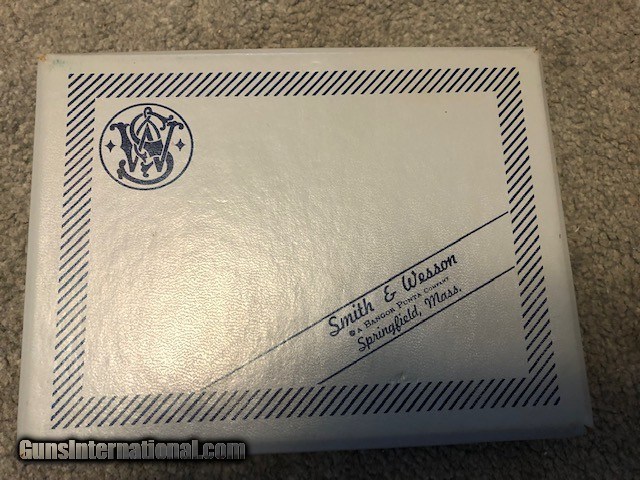 Smith & Wesson
A BANGOR PUNTA COMPANY
Springfield, Mass.
GunsInternational.com